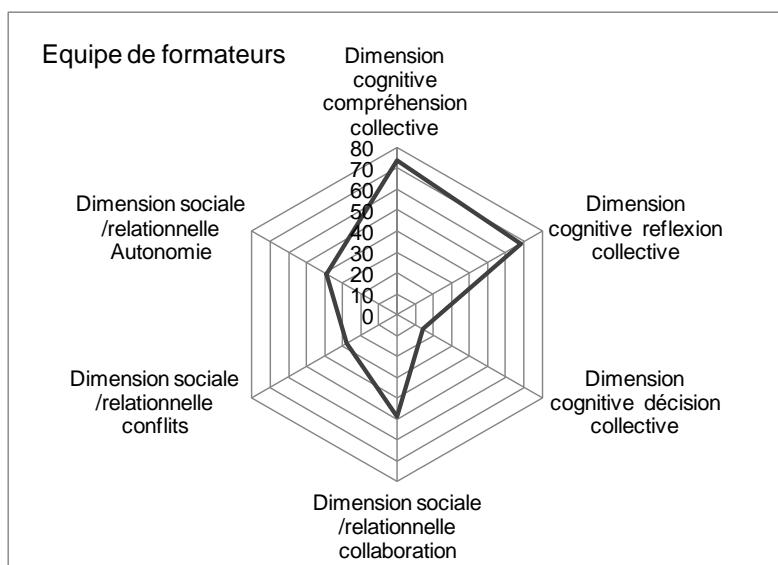 Equipe de formateurs
Dimension
cognitive
compréhension
collective
80
70
60
50
40
30
20
10
0
Dimension
cognitive reflexion
collective
Dimension
cognitive décision
collective
Dimension sociale
/relationnelle
collaboration
Dimension sociale
/relationnelle
conflits
Dimension sociale
/relationnelle
Autonomie